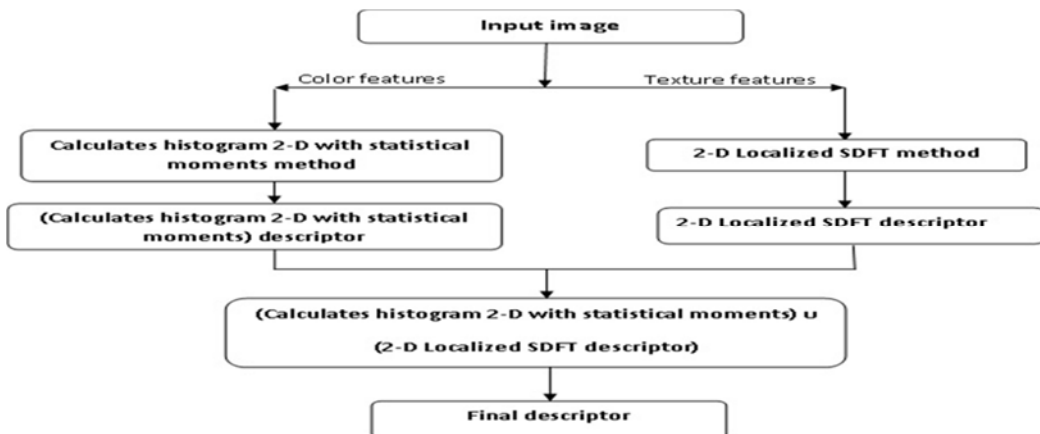 Input image
Color features
Texture features
Calculates histogram 2-D with statistical
moments method
2-D Localized SDFT method
(Calculates histogram 2-D with statistical
moments) descriptor
2-D Localized SDFT descriptor
(Calculates histogram 2-D with statistical moments) ∪
(2-D Localized SDFT descriptor)
Final descriptor